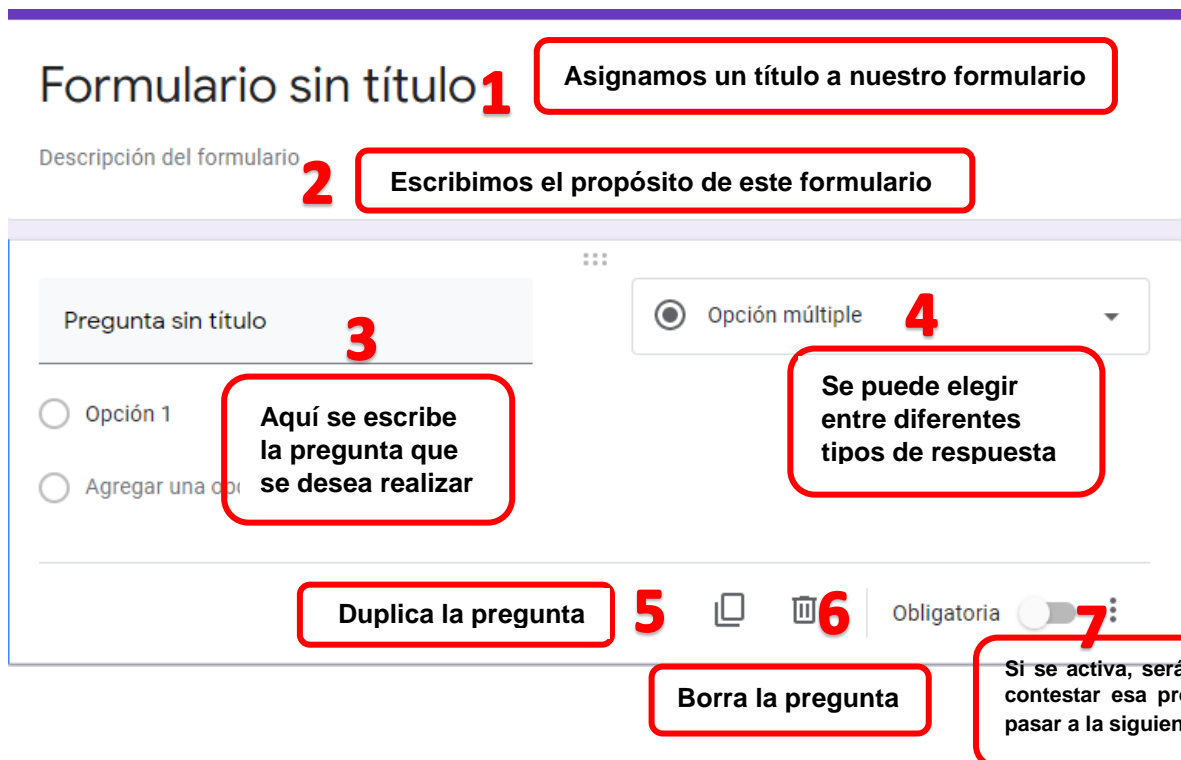 Formulario sin título
1
Asignamos un título a nuestro formulario
Descripción del formulario
2
Escribimos el propósito de este formulario
Pregunta sin título
3
Opción múltiple
4
Opción 1
Aquí se escribe
la pregunta que
se desea realizar
Se puede elegir
entre diferentes
tipos de respuesta
Agregar una
Duplica la pregunta
5
6
Obligatoria
7
Borra la pregunta
Si se activa, será
contestar esa
pasar a la